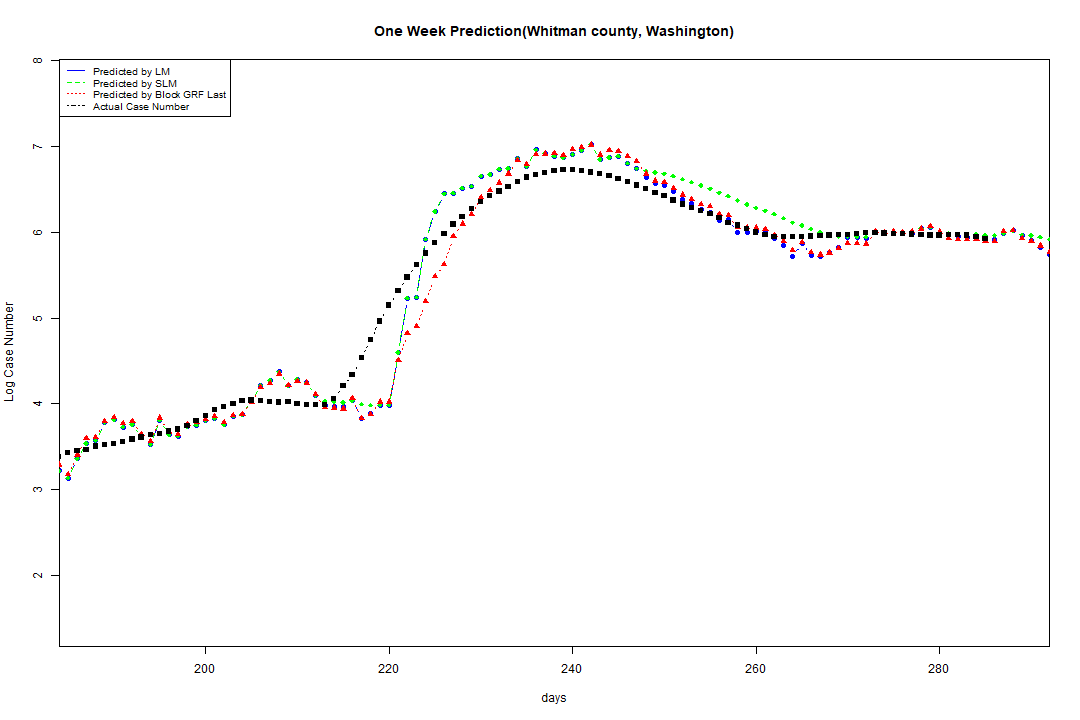 One Week Prediction(Whitman county, Washington)
Predicted by LM
Predicted by SLM
Predicted by Block GRF Last
Actual Case Number
8
7
6
5
4
3
2
Log Case Number
200 220 240 260 280
days